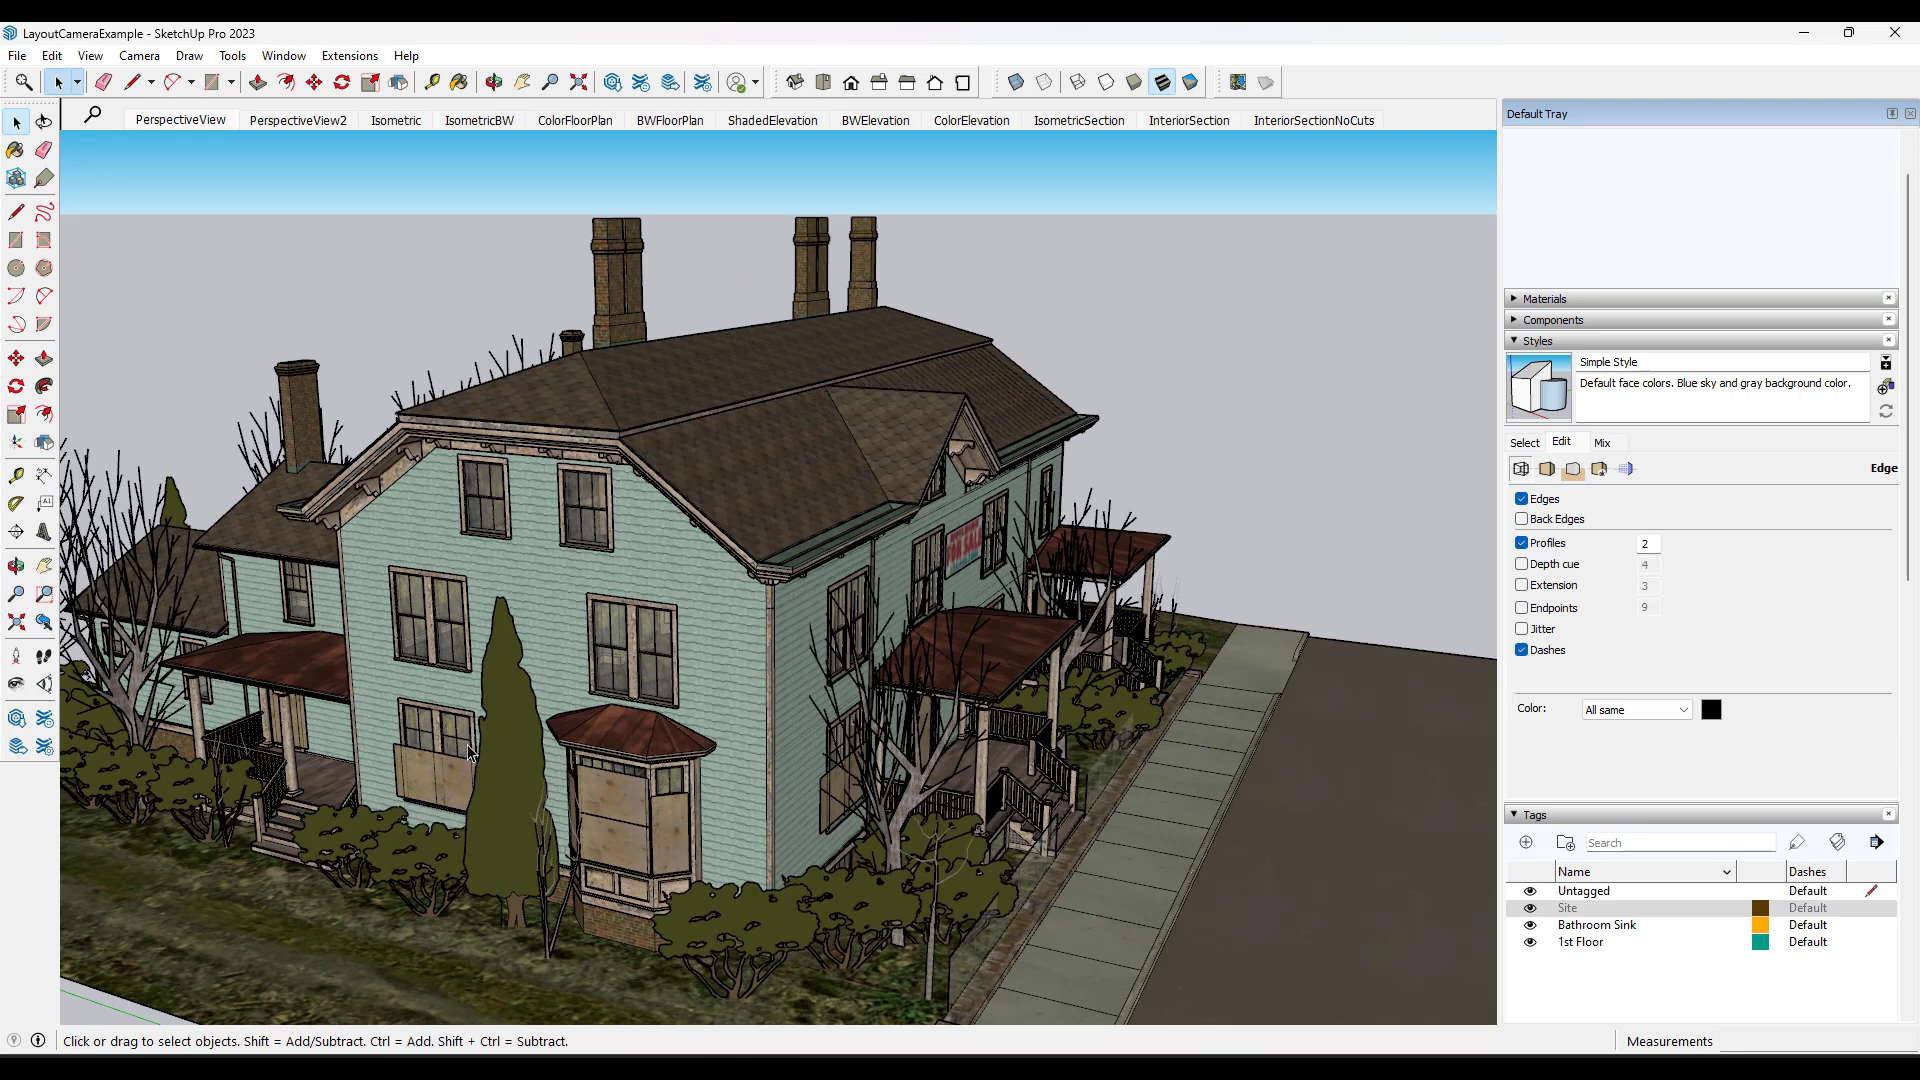 LayoutCameraExample - SketchUp Pro 2023
File Edit View Camera Draw Tools Window Extensions Help
PerspectiveView PerspectiveView2 Isometric IsometricBW ColorFloorPlan BWFloorPlan ShadedElevation BWElevation ColorElevation IsometricSection InteriorSection InteriorSectionNoCuts
Default Tray
Materials
Components
Styles
Simple Style
Default face colors. Blue sky and gray background color.
Select Edit Mix
Edge
Edges
Back Edges
Profiles 2
Depth cue 4
Extension 3
Endpoints 9
Jitter
Dashes
Color: All same
FOR SALE
Tags
Search
Name Dashes
Untagged Default
Site Default
Bathroom Sink Default
1st Floor Default
Click or drag to select objects. Shift = Add/Subtract. Ctrl = Add. Shift + Ctrl = Subtract.
Measurements